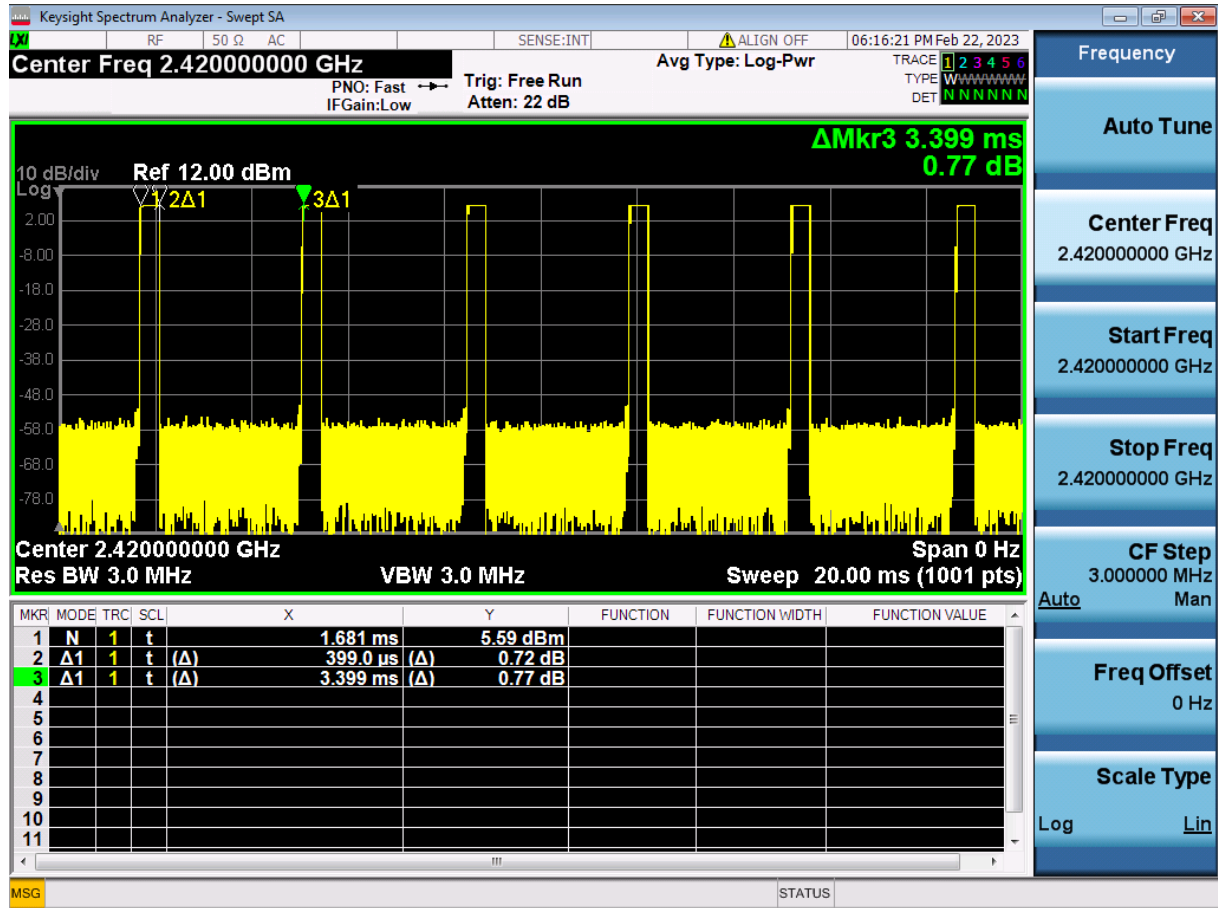 Keysight Spectrum Analyzer - Swept SA
LXI RF 50 Ω AC SENSE:INT ALIGN OFF 06:16:21 PM Feb 22, 2023
Center Freq 2.420000000 GHz
PNO: Fast
IFGain:Low
Trig: Free Run
Atten: 22 dB
Avg Type: Log-Pwr
TRACE 1 2 3 4 5 6
TYPE WWWWWW
DET N N N N N N
ΔMkr3 3.399 ms
0.77 dB
10 dB/div Ref 12.00 dBm
Log
1 2Δ1 3Δ1
2.00
-8.00
-18.0
-28.0
-38.0
-48.0
-58.0
-68.0
-78.0
Center 2.420000000 GHz Span 0 Hz
Res BW 3.0 MHz VBW 3.0 MHz Sweep 20.00 ms (1001 pts)
MKR MODE TRC SCL X Y FUNCTION FUNCTION WIDTH FUNCTION VALUE
1 N 1 t 1.681 ms 5.59 dBm
2 Δ1 1 t (Δ) 399.0 µs (Δ) 0.72 dB
3 Δ1 1 t (Δ) 3.399 ms (Δ) 0.77 dB
4
5
6
7
8
9
10
11
MSG STATUS
Frequency
Auto Tune
Center Freq
2.420000000 GHz
Start Freq
2.420000000 GHz
Stop Freq
2.420000000 GHz
CF Step
3.000000 MHz
Auto Man
Freq Offset
0 Hz
Scale Type
Log Lin